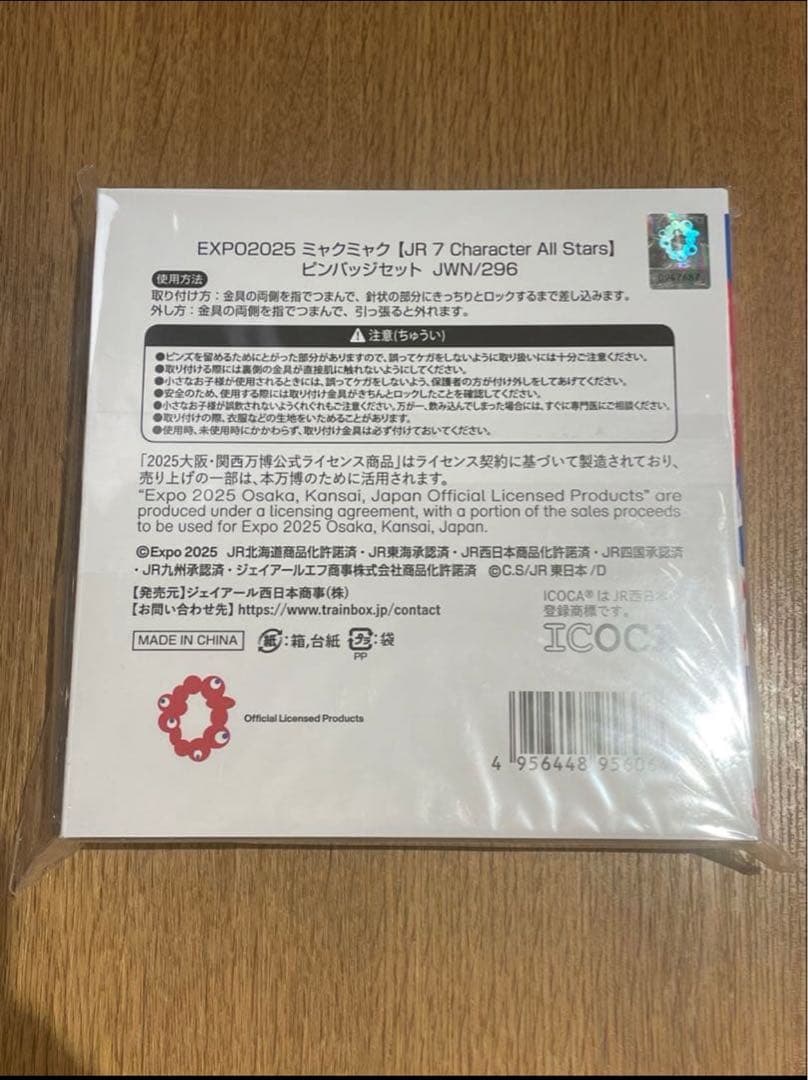 EXPO2025 ミャクミャク【JR 7 Character All Stars】
ピンバッジセット JWN/296
使用方法
取り付け方：金具の両側を指でつまんで、針状の部分にきっちりとロックするまで差し込みます。
外し方：金具の両側を指でつまんで、引っ張ると外れます。
注意(ちゅうい)
●ピンズを留めるためにとがった部分がありますので、誤ってケガをしないように取り扱いには十分ご注意ください。
●取り付ける際には裏側の金具が直接肌に触れないようにしてください。
●小さなお子様が使用されるときには、誤ってケガをしないよう、保護者の方が付け外しをしてあげてください。
●安全のため、使用する際には取り付け金具がきちんとロックしたことを確認してください。
●小さなお子様が誤飲されないようくれぐれもご注意ください。万が一、飲み込んでしまった場合には、すぐに専門医にご相談ください。
●取り付けの際、衣服などの生地をいためることがあります。
●使用時、未使用時にかかわらず、取り付け金具は必ず付けておいてください。
「2025大阪・関西万博公式ライセンス商品」はライセンス契約に基づいて製造されており、
売り上げの一部は、本万博のために活用されます。
“Expo 2025 Osaka, Kansai, Japan Official Licensed Products” are
produced under a licensing agreement, with a portion of the sales proceeds
to be used for Expo 2025 Osaka, Kansai, Japan.
©Expo 2025 JR北海道商品化許諾済・JR東海承認済・JR西日本商品化許諾済・JR四国承認済
・JR九州承認済・ジェイアールエフ商事株式会社商品化許諾済 ©C.S/JR東日本/D
【発売元】ジェイアール西日本商事(株)
【お問い合わせ先】https://www.trainbox.jp/contact
ICOCA®はJR西日本
登録商標です。
ICOCA
MADE IN CHINA 紙:箱,台紙 プラ:袋
PP
Official Licensed Products
4 956448 95606